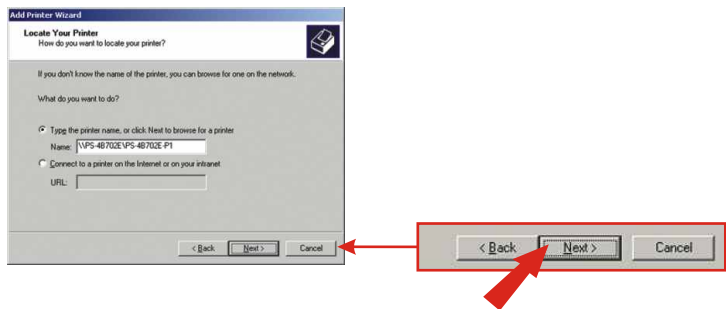 Add Printer Wizard
Locate Your Printer
How do you want to locate your printer?
If you don't know the name of the printer, you can browse for one on the network.
What do you want to do?
Type the printer name, or click Next to browse for a printer
Name: \\PS-4B702E\PS-4B702E-P1
Connect to a printer on the Internet or on your intranet
URL:
< Back Next > Cancel
< Back Next > Cancel